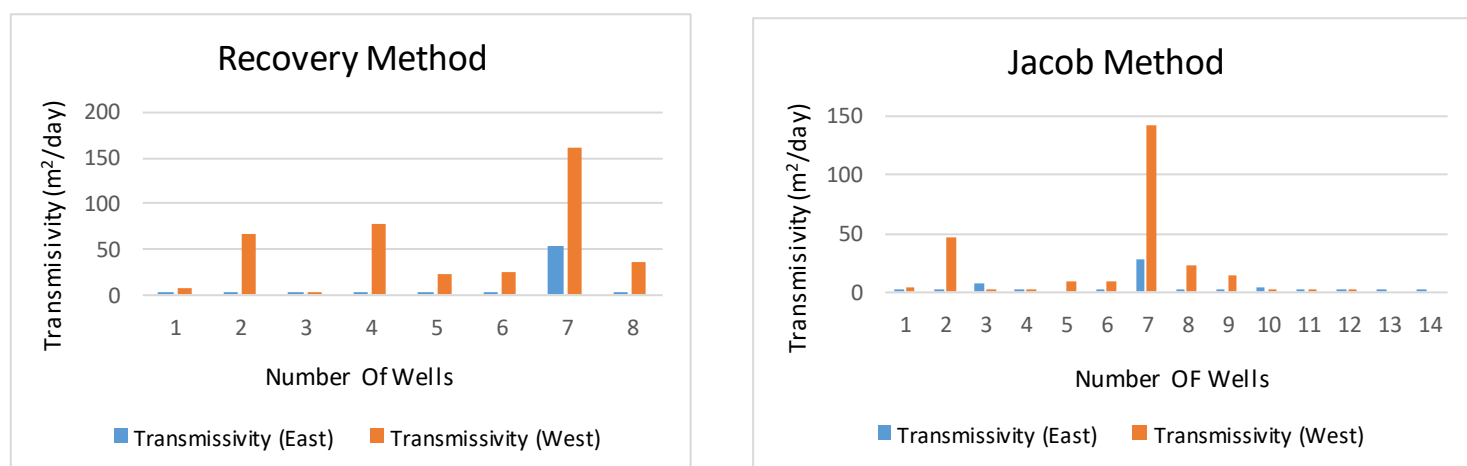 Recovery Method
Transmisivity (m²/day)
200
150
100
50
0
1 2 3 4 5 6 7 8
Number Of Wells
Transmissivity (East) Transmissivity (West)
Jacob Method
Transmisivity (m²/day)
150
100
50
0
1 2 3 4 5 6 7 8 9 10 11 12 13 14
Number OF Wells
Transmissivity (East) Transmissivity (West)